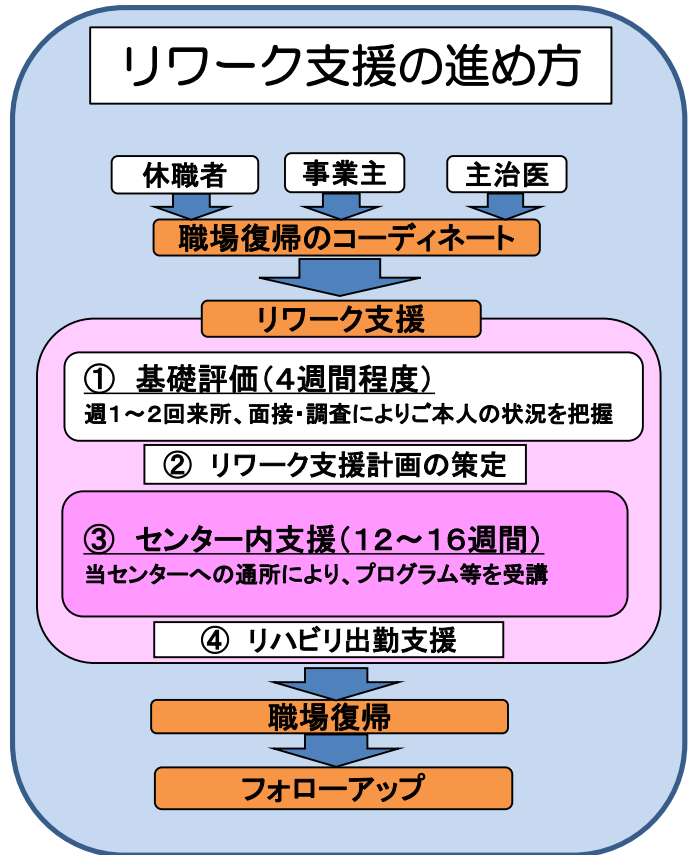 リワーク支援の進め方
休職者
事業主
主治医
職場復帰のコーディネート
リワーク支援
① 基礎評価（４週間程度）
週１～２回来所、面接・調査によりご本人の状況を把握
② リワーク支援計画の策定
③ センター内支援（１２～１６週間）
当センターへの通所により、プログラム等を受講
④ リハビリ出勤支援
職場復帰
フォローアップ